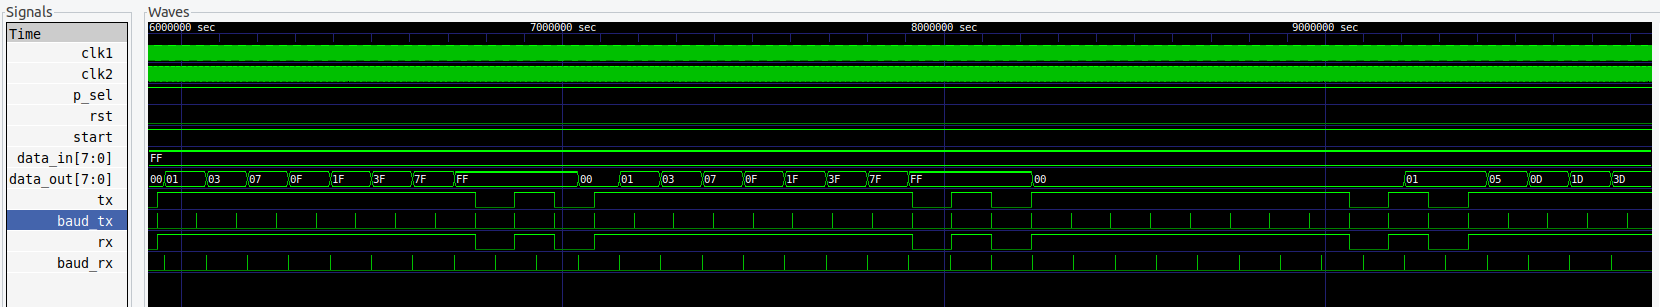 Signals
Waves
Time
6000000 sec 7000000 sec 8000000 sec 9000000 sec
clk1
clk2
p_sel
rst
start
data_in[7:0] FF
data_out[7:0] 00 01 03 07 0F 1F 3F 7F FF 00 01 03 07 0F 1F 3F 7F FF 00 01 05 0D 1D 3D
tx
baud_tx
rx
baud_rx